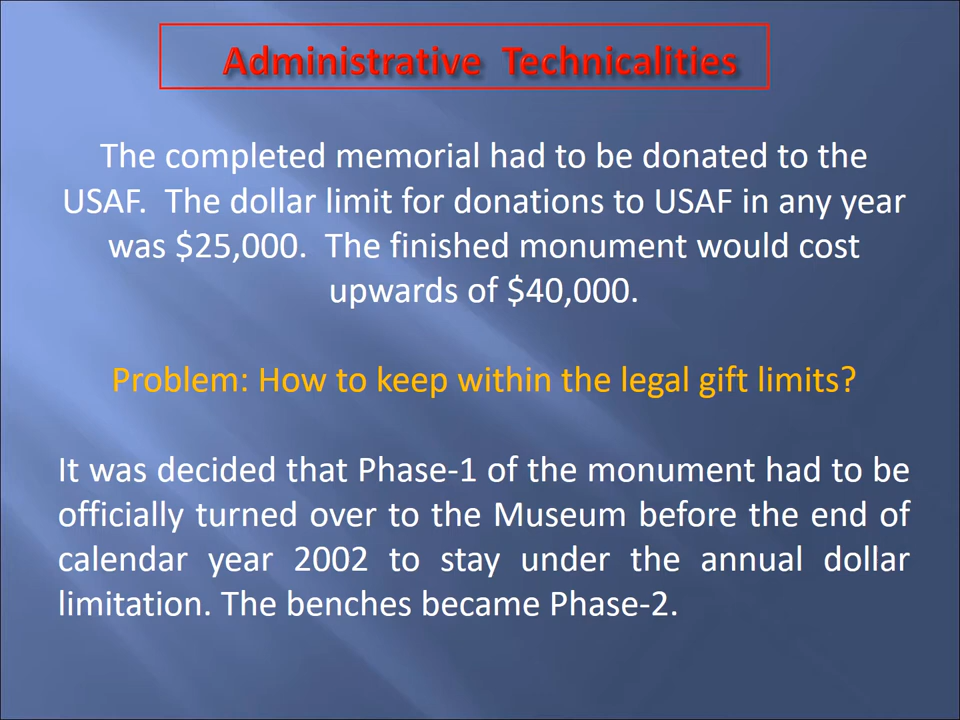 Administrative Technicalities
The completed memorial had to be donated to the
USAF. The dollar limit for donations to USAF in any year
was $25,000. The finished monument would cost
upwards of $40,000.
Problem: How to keep within the legal gift limits?
It was decided that Phase-1 of the monument had to be
officially turned over to the Museum before the end of
calendar year 2002 to stay under the annual dollar
limitation. The benches became Phase-2.